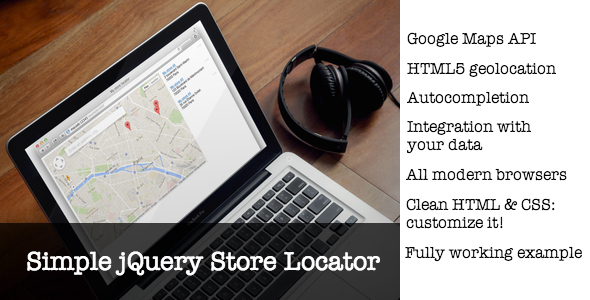 Simple jQuery Store Locator
Google Maps API
HTML5 geolocation
Autocompletion
Integration with
your data
All modern browsers
Clean HTML & CSS:
customize it!
Fully working example